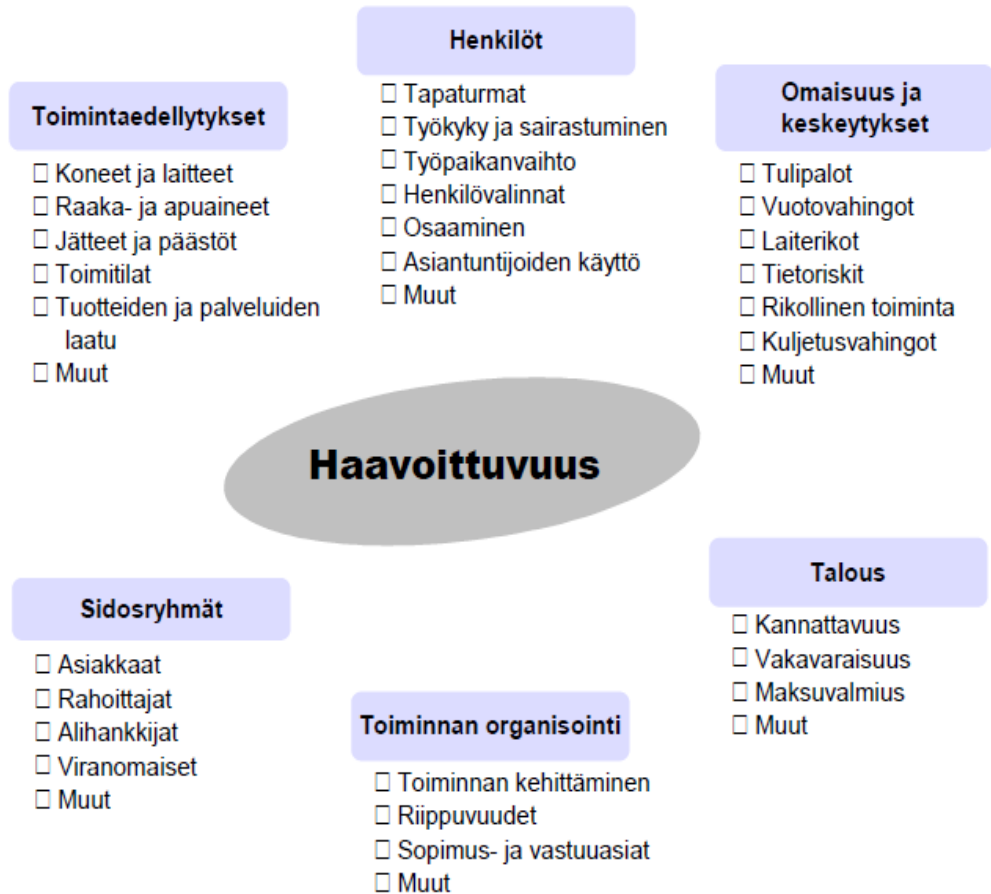 Henkilöt
☐ Tapaturmat
☐ Työkyky ja sairastuminen
☐ Työpaikanvaihto
☐ Henkilövalinnat
☐ Osaaminen
☐ Asiantuntijoiden käyttö
☐ Muut
Toimintaedellytykset
☐ Koneet ja laitteet
☐ Raaka- ja apuaineet
☐ Jätteet ja päästöt
☐ Toimitilat
☐ Tuotteiden ja palveluiden
laatu
☐ Muut
Omaisuus ja
keskeytykset
☐ Tulipalot
☐ Vuotovahingot
☐ Laiterikot
☐ Tietoriskit
☐ Rikollinen toiminta
☐ Kuljetusvahingot
☐ Muut
Haavoittuvuus
Sidosryhmät
☐ Asiakkaat
☐ Rahoittajat
☐ Alihankkijat
☐ Viranomaiset
☐ Muut
Toiminnan organisointi
☐ Toiminnan kehittäminen
☐ Riippuvuudet
☐ Sopimus- ja vastuuasiat
☐ Muut
Talous
☐ Kannattavuus
☐ Vakavaraisuus
☐ Maksuvalmius
☐ Muut